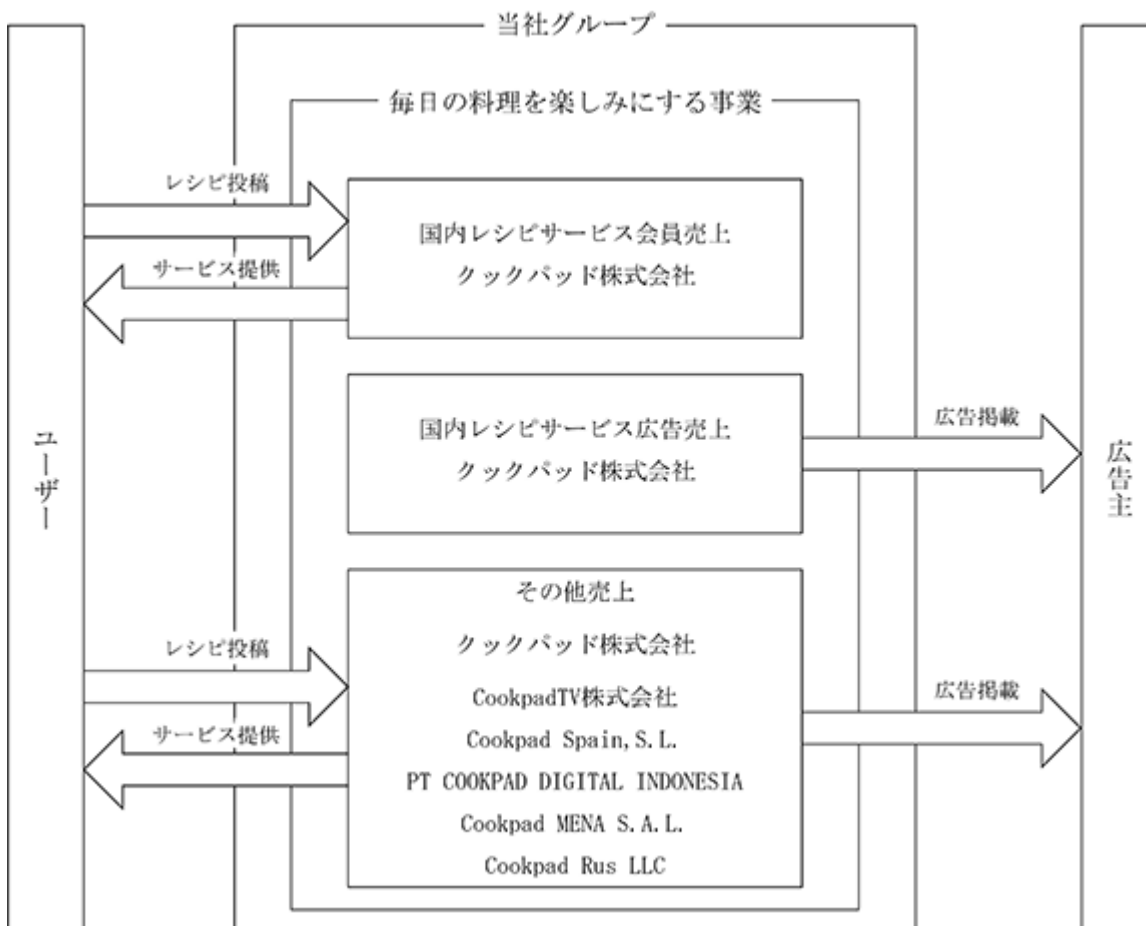 当社グループ
毎日の料理を楽しみにする事業
ユーザー
レシピ投稿
サービス提供
国内レシピサービス会員売上
クックパッド株式会社
国内レシピサービス広告売上
クックパッド株式会社
広告掲載
レシピ投稿
サービス提供
その他売上
クックパッド株式会社
CookpadTV株式会社
Cookpad Spain,S.L.
PT COOKPAD DIGITAL INDONESIA
Cookpad MENA S.A.L.
Cookpad Rus LLC
広告掲載
広告主